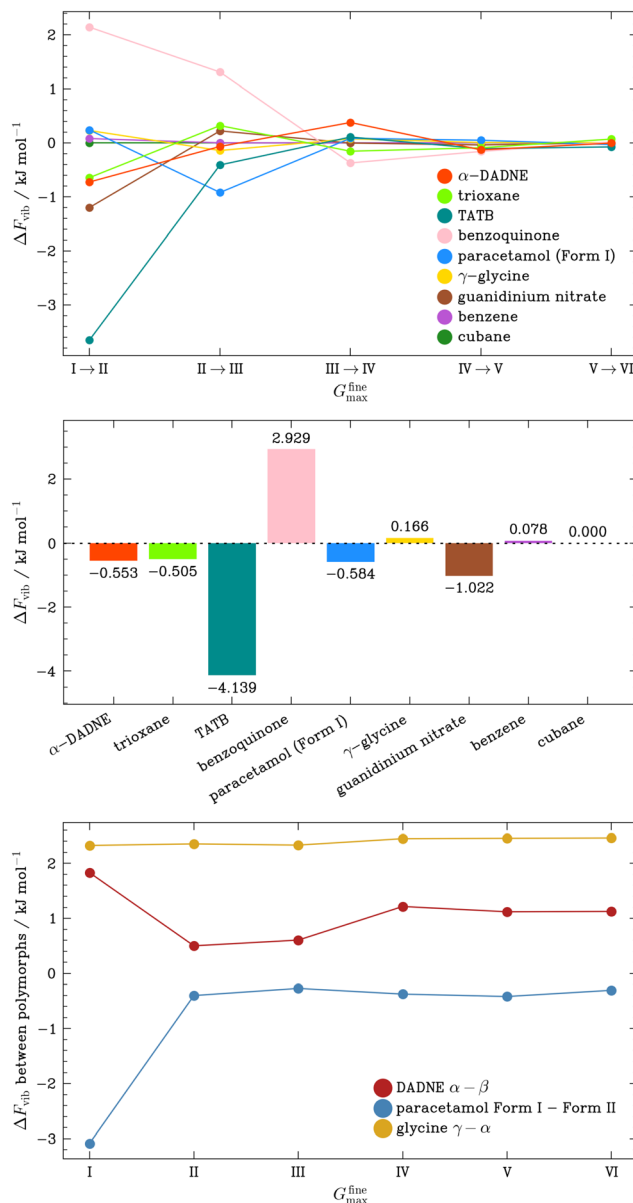 2
1
0
−1
−2
−3
ΔF_vib / kJ mol⁻¹
α−DADNE
trioxane
TATB
benzoquinone
paracetamol (Form I)
γ−glycine
guanidinium nitrate
benzene
cubane
I → II
II → III
III → IV
IV → V
V → VI
G_max^fine
2.929
2
0.166
0.078
0.000
0
−0.553
−0.505
−0.584
−1.022
−2
−4
−4.139
ΔF_vib / kJ mol⁻¹
α−DADNE
trioxane
TATB
benzoquinone
paracetamol (Form I)
γ−glycine
guanidinium nitrate
benzene
cubane
2
1
0
−1
−2
−3
ΔF_vib between polymorphs / kJ mol⁻¹
DADNE α − β
paracetamol Form I − Form II
glycine γ − α
I
II
III
IV
V
VI
G_max^fine